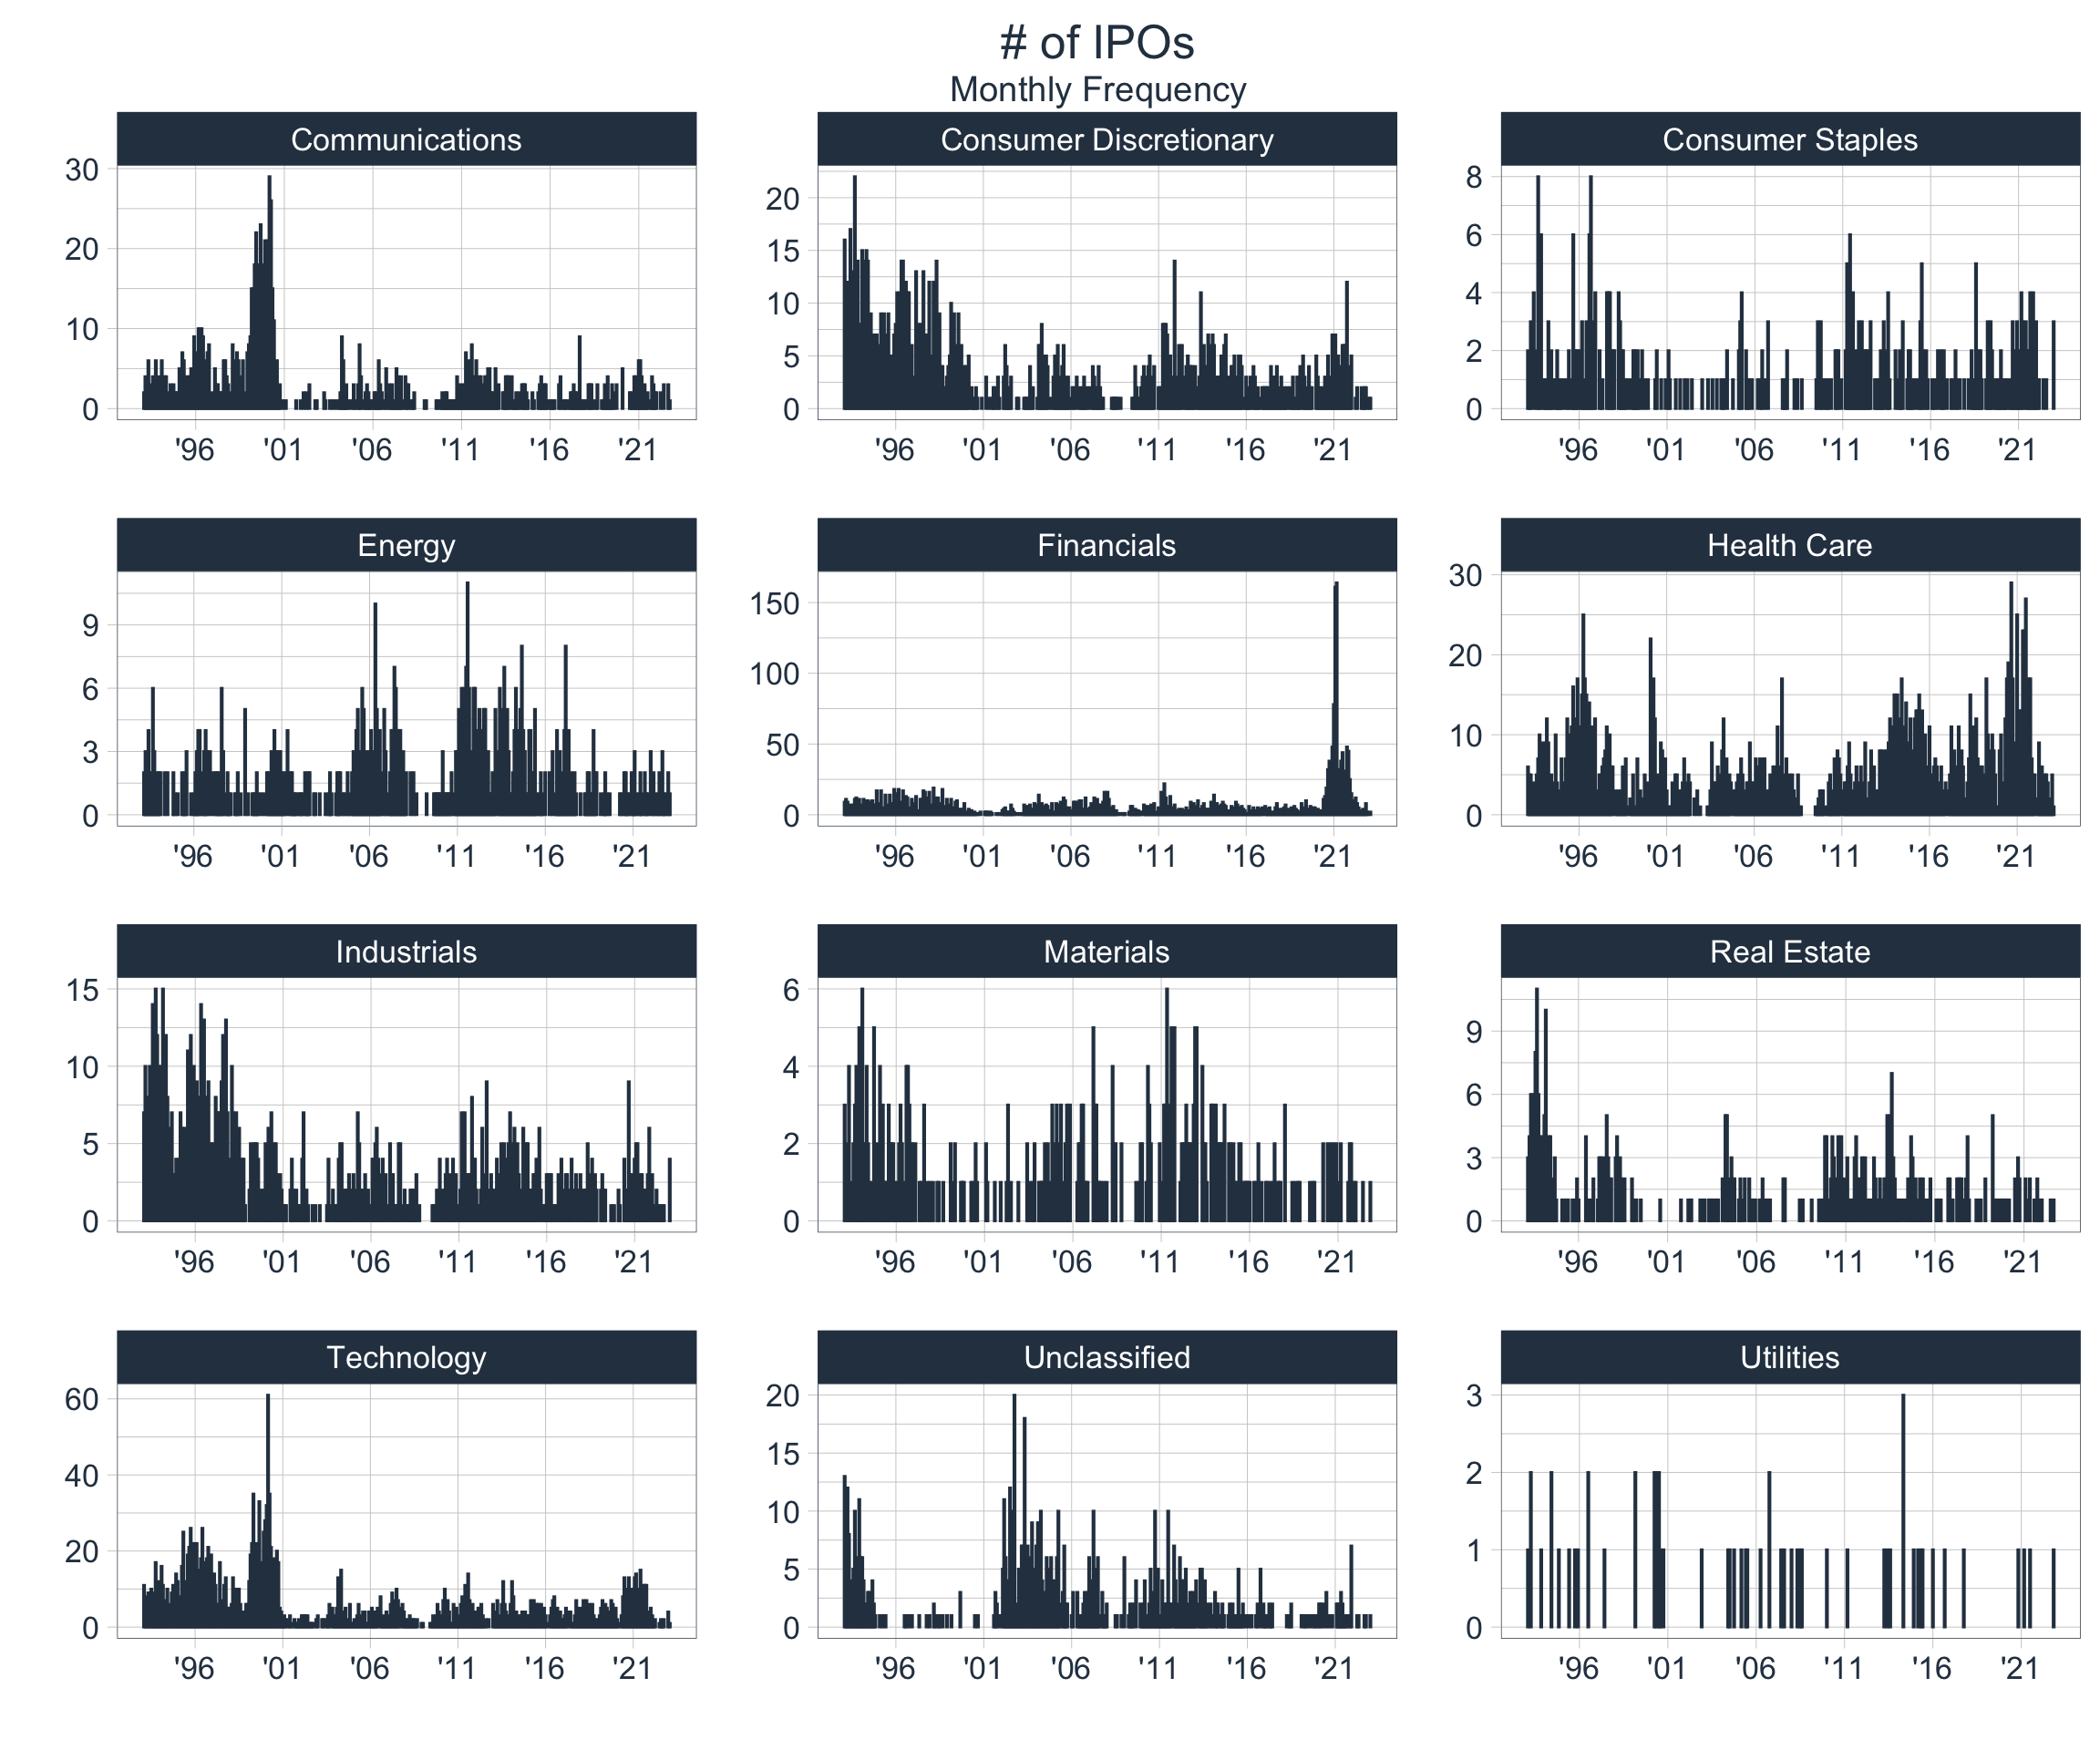 # of IPOs
Monthly Frequency
Communications
30
20
10
0
'96 '01 '06 '11 '16 '21
Consumer Discretionary
20
15
10
5
0
'96 '01 '06 '11 '16 '21
Consumer Staples
8
6
4
2
0
'96 '01 '06 '11 '16 '21
Energy
9
6
3
0
'96 '01 '06 '11 '16 '21
Financials
150
100
50
0
'96 '01 '06 '11 '16 '21
Health Care
30
20
10
0
'96 '01 '06 '11 '16 '21
Industrials
15
10
5
0
'96 '01 '06 '11 '16 '21
Materials
6
4
2
0
'96 '01 '06 '11 '16 '21
Real Estate
9
6
3
0
'96 '01 '06 '11 '16 '21
Technology
60
40
20
0
'96 '01 '06 '11 '16 '21
Unclassified
20
15
10
5
0
'96 '01 '06 '11 '16 '21
Utilities
3
2
1
0
'96 '01 '06 '11 '16 '21